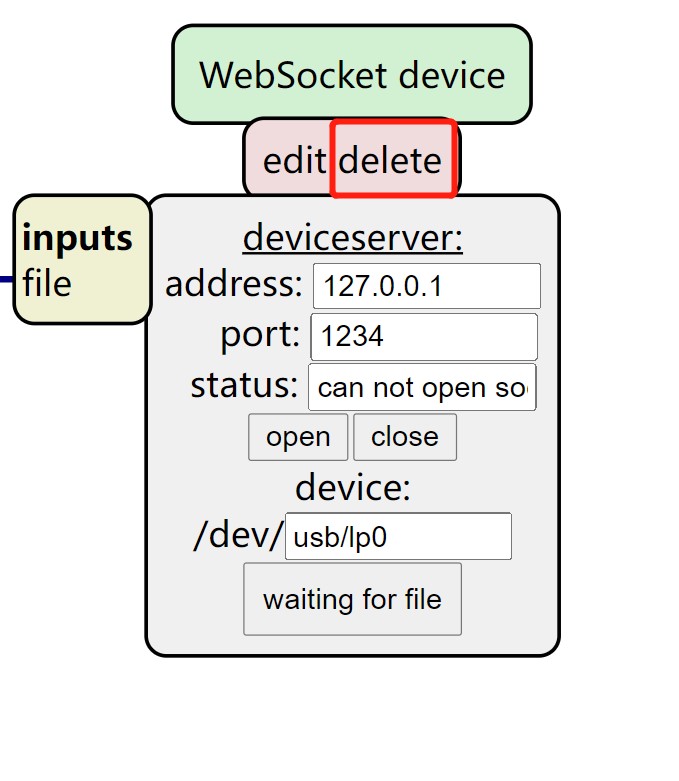 WebSocket device
edit delete
inputs
file
deviceserver:
address: 127.0.0.1
port: 1234
status: can not open so
open close
device:
/dev/ usb/lp0
waiting for file